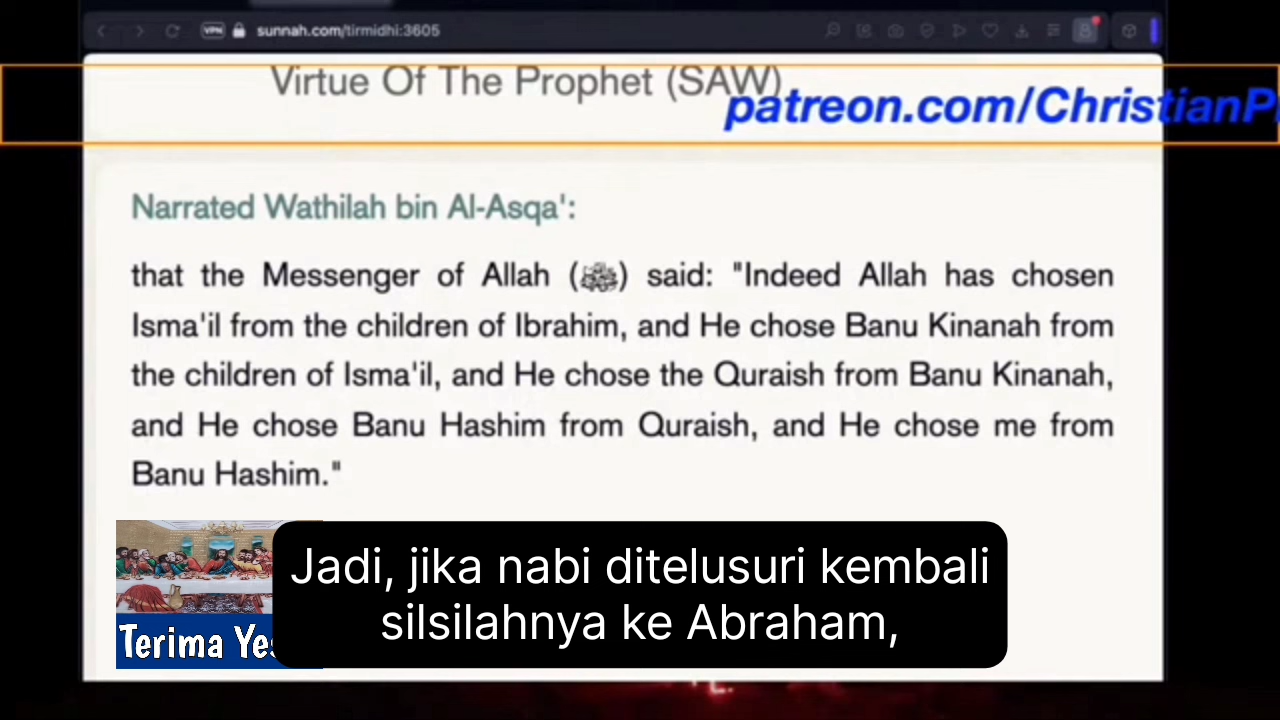 VPN sunnah.com/tirmidhi:3605
Virtue Of The Prophet (SAW)
patreon.com/ChristianP
Narrated Wathilah bin Al-Asqa':
that the Messenger of Allah (ﷺ) said: "Indeed Allah has chosen
Isma'il from the children of Ibrahim, and He chose Banu Kinanah from
the children of Isma'il, and He chose the Quraish from Banu Kinanah,
and He chose Banu Hashim from Quraish, and He chose me from
Banu Hashim."
Jadi, jika nabi ditelusuri kembali
silsilahnya ke Abraham,
Terima Yes